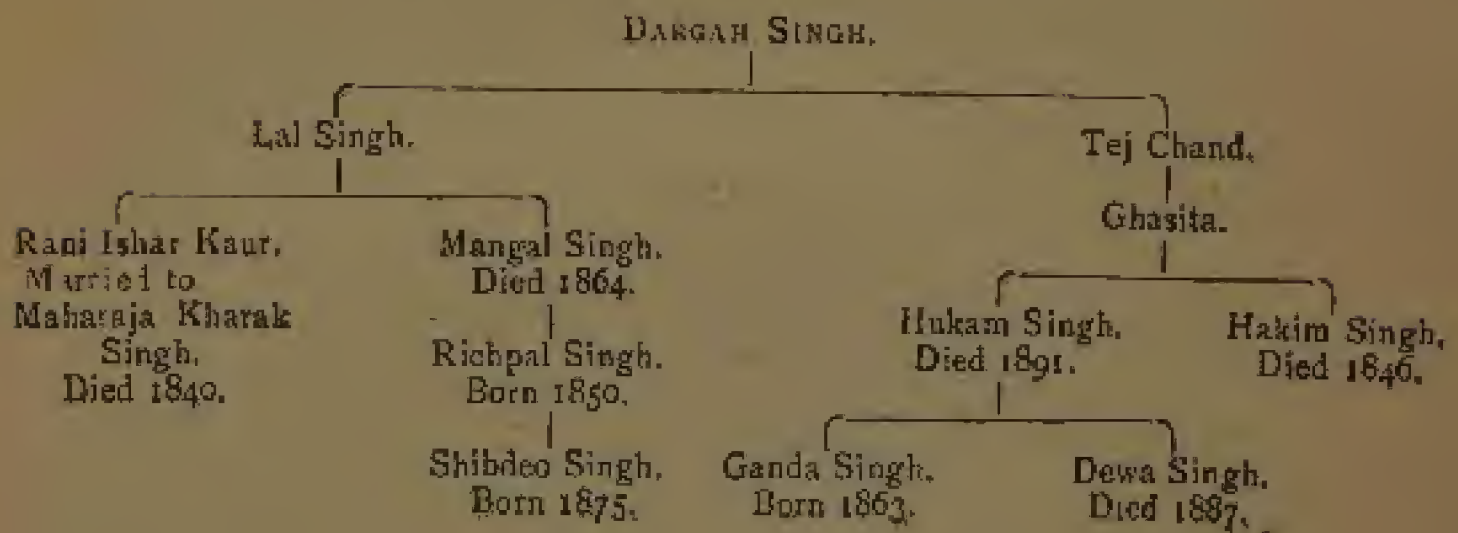 DARGAH SINGH.
Lal Singh.
Tej Chand.
Ghasita.
Rani Ishar Kaur.
Married to
Maharaja Kharak
Singh.
Died 1840.
Mangal Singh.
Died 1864.
Richpal Singh.
Born 1850.
Shibdeo Singh.
Born 1875.
Hukam Singh.
Died 1891.
Hakim Singh.
Died 1846.
Ganda Singh.
Born 1863.
Dewa Singh.
Died 1887.